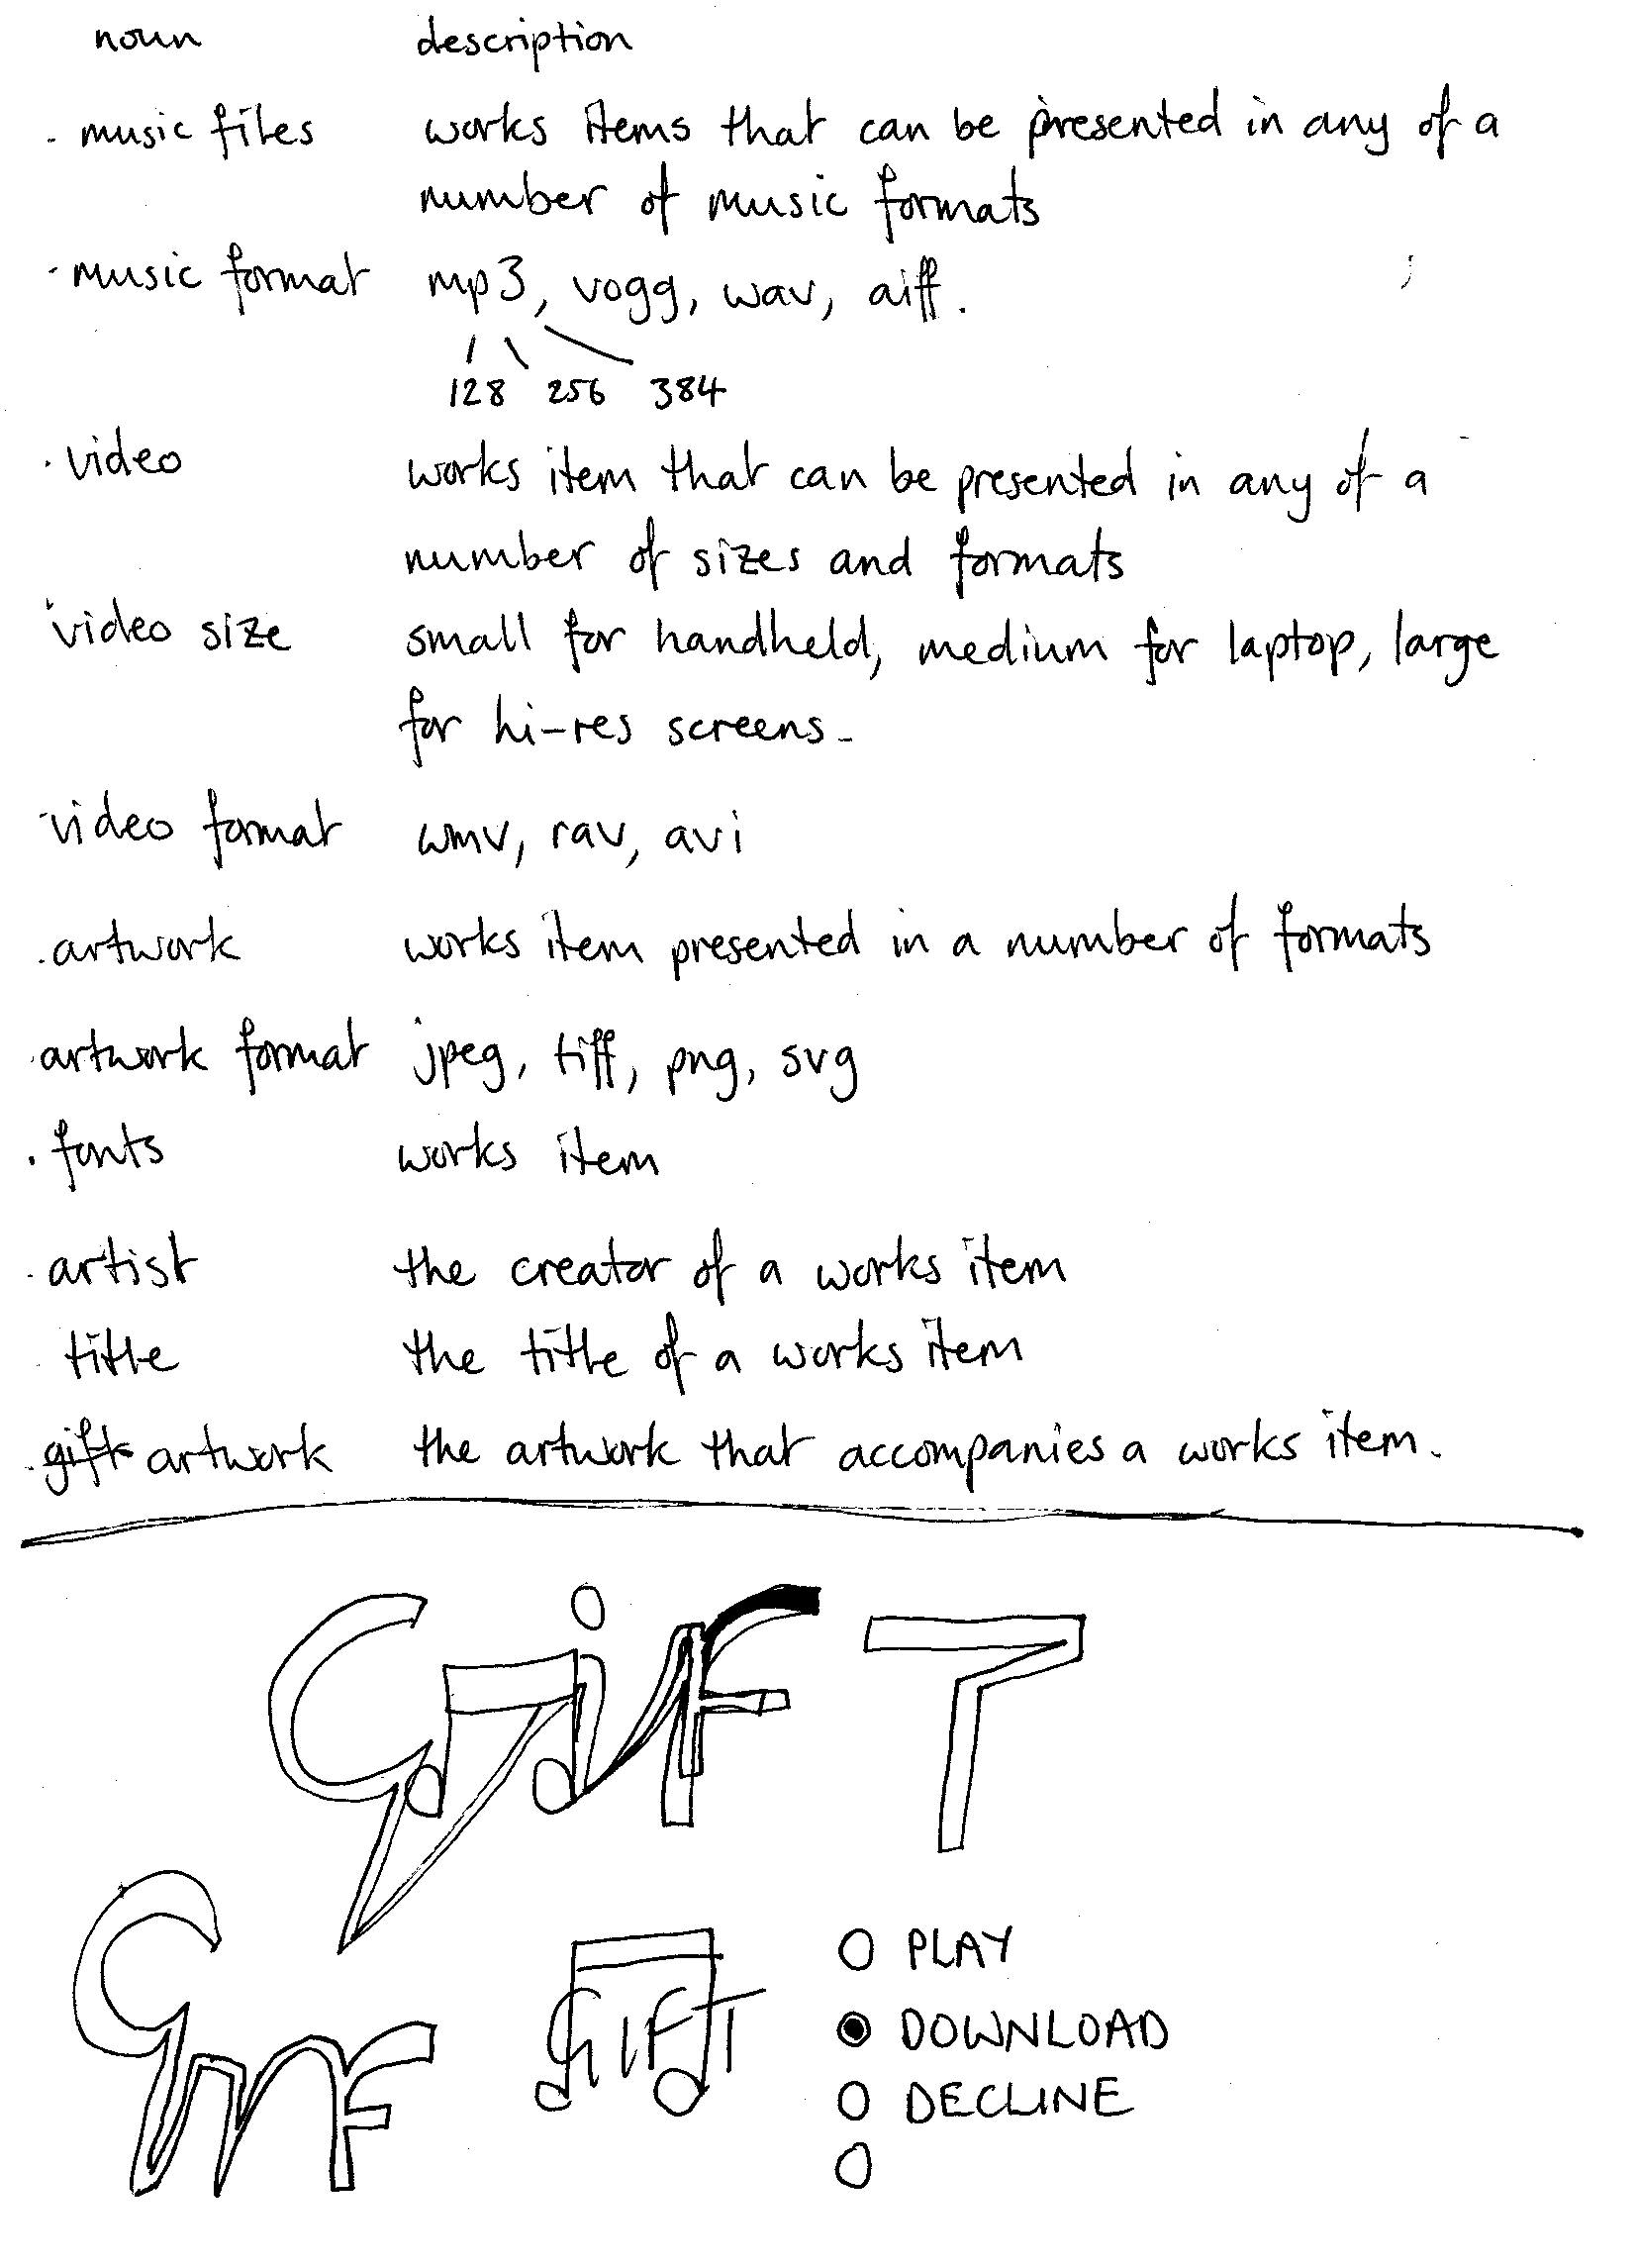 noun description
· music files works items that can be presented in any of a
number of music formats
· music format mp3, vogg, wav, aiff.
128 256 384
· video works item that can be presented in any of a
number of sizes and formats
· video size small for handheld, medium for laptop, large
for hi-res screens.
· video format wmv, rav, avi
· artwork works item presented in a number of formats
· artwork format jpeg, tiff, png, svg
· fonts works item
· artist the creator of a works item
· title the title of a works item
· gift artwork the artwork that accompanies a works item.
GifT
GIFT
PLAY
DOWNLOAD
DECLINE